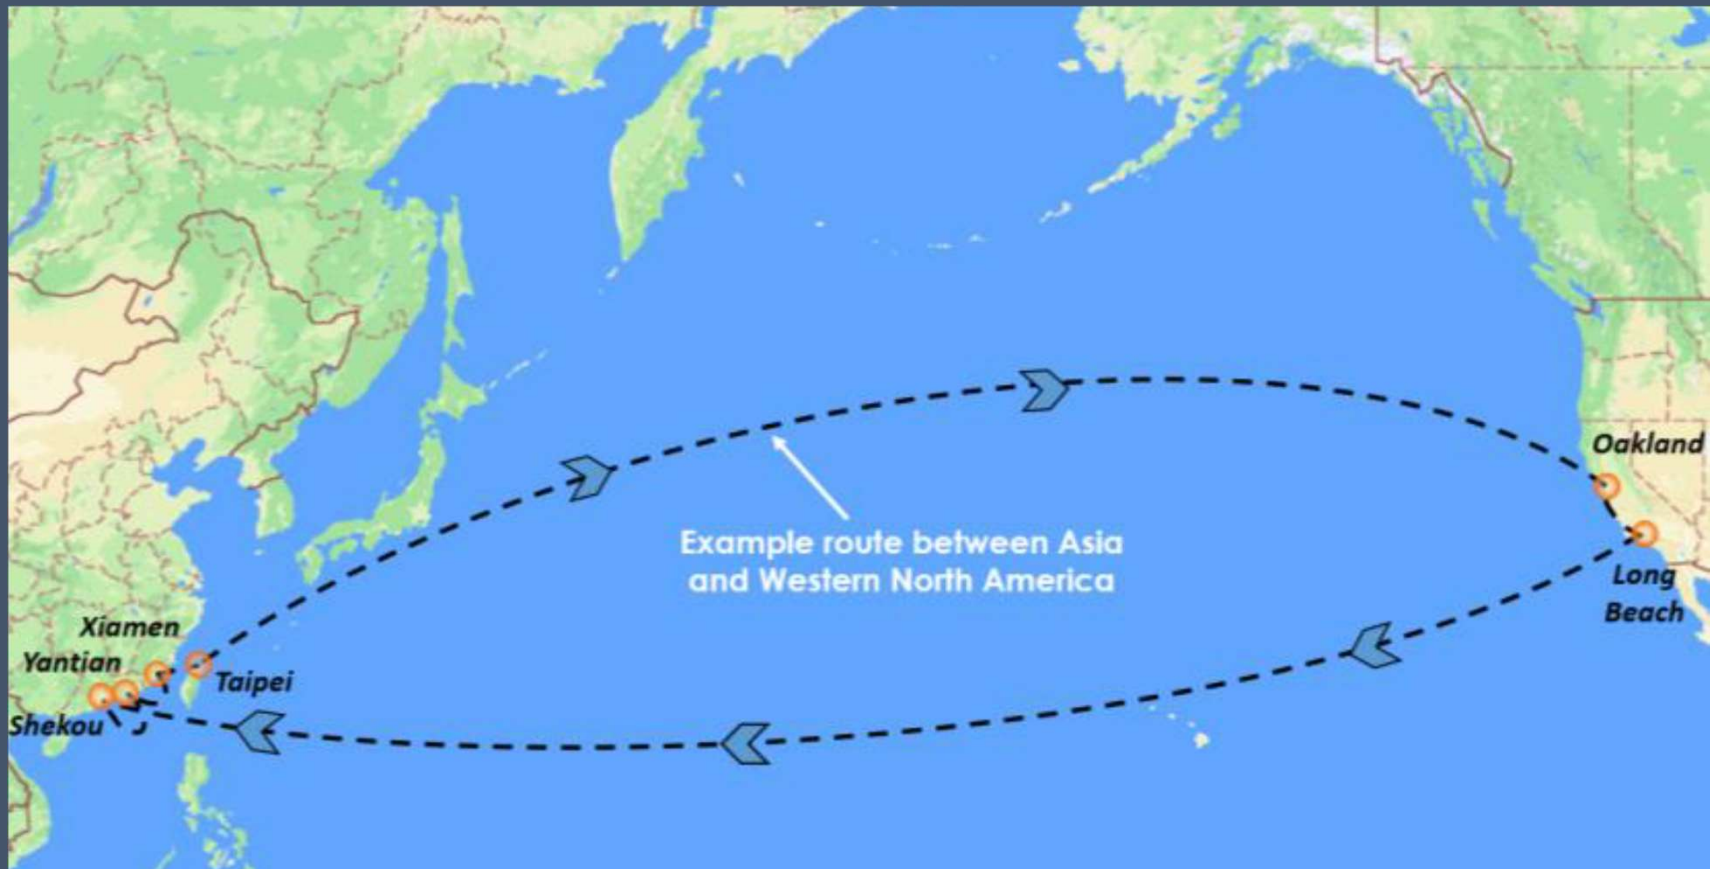 Oakland
Example route between Asia
and Western North America
Long
Beach
Xiamen
Yantian
Taipei
Shekou